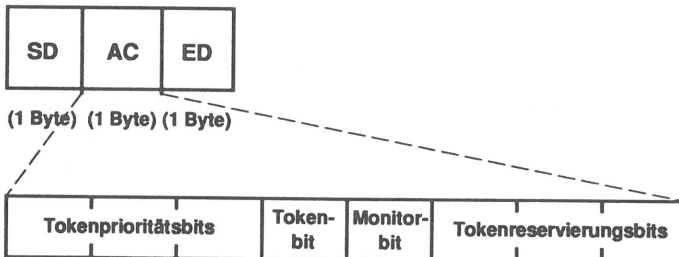 SD AC ED
(1 Byte) (1 Byte) (1 Byte)
Tokenprioritätsbits Token- Monitor- Tokenreservierungsbits
bit bit